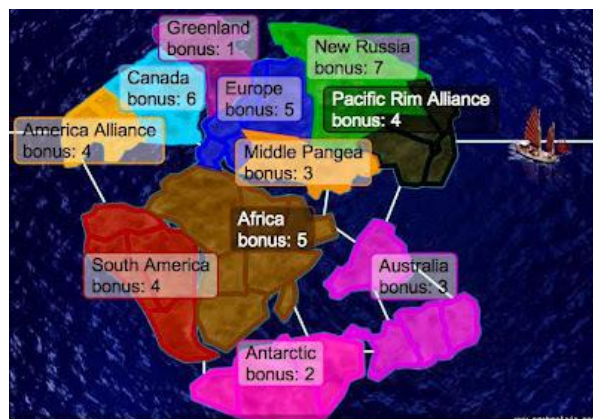 Greenland
bonus: 1
New Russia
bonus: 7
Canada
bonus: 6
Europe
bonus: 5
Pacific Rim Alliance
bonus: 4
America Alliance
bonus: 4
Middle Pangea
bonus: 3
Africa
bonus: 5
South America
bonus: 4
Australia
bonus: 3
Antarctic
bonus: 2